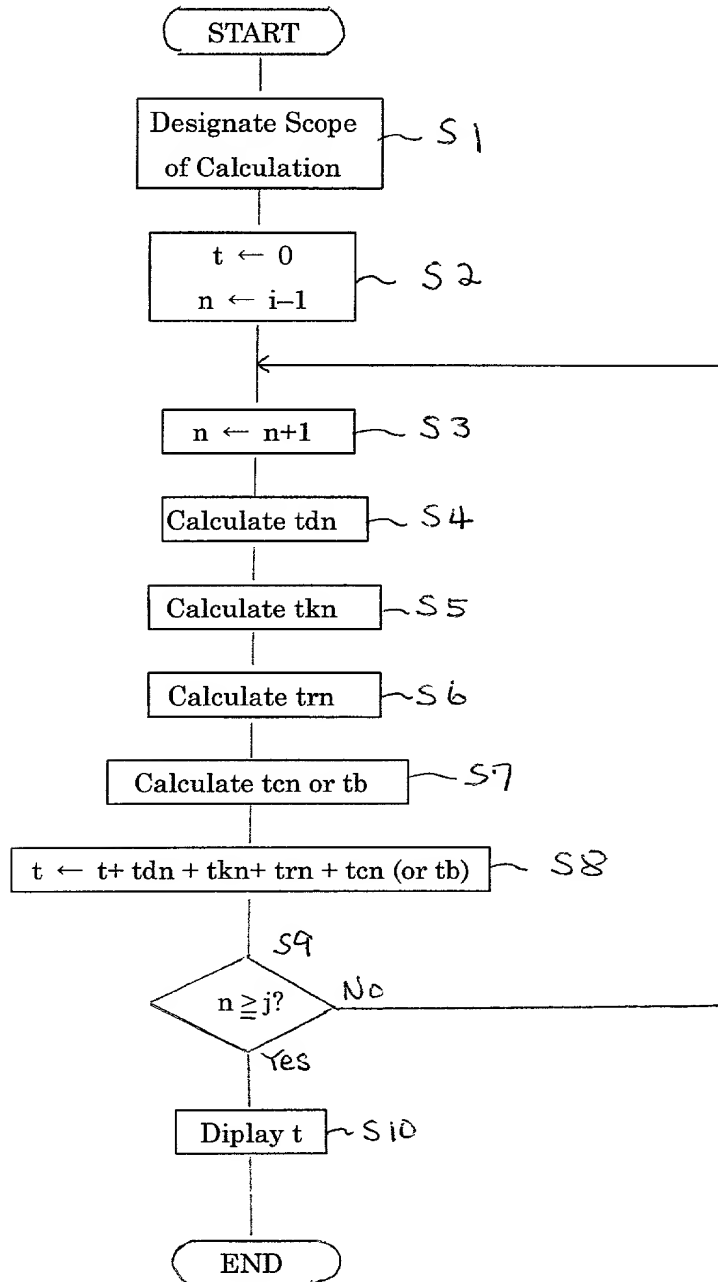 START
Designate Scope
of Calculation
S1
t ← 0
n ← i–1
S2
n ← n+1
S3
Calculate tdn
S4
Calculate tkn
S5
Calculate trn
S6
Calculate tcn or tb
S7
t ← t+ tdn + tkn+ trn + tcn (or tb)
S8
S9
n ≧ j?
No
Yes
Diplay t
S10
END